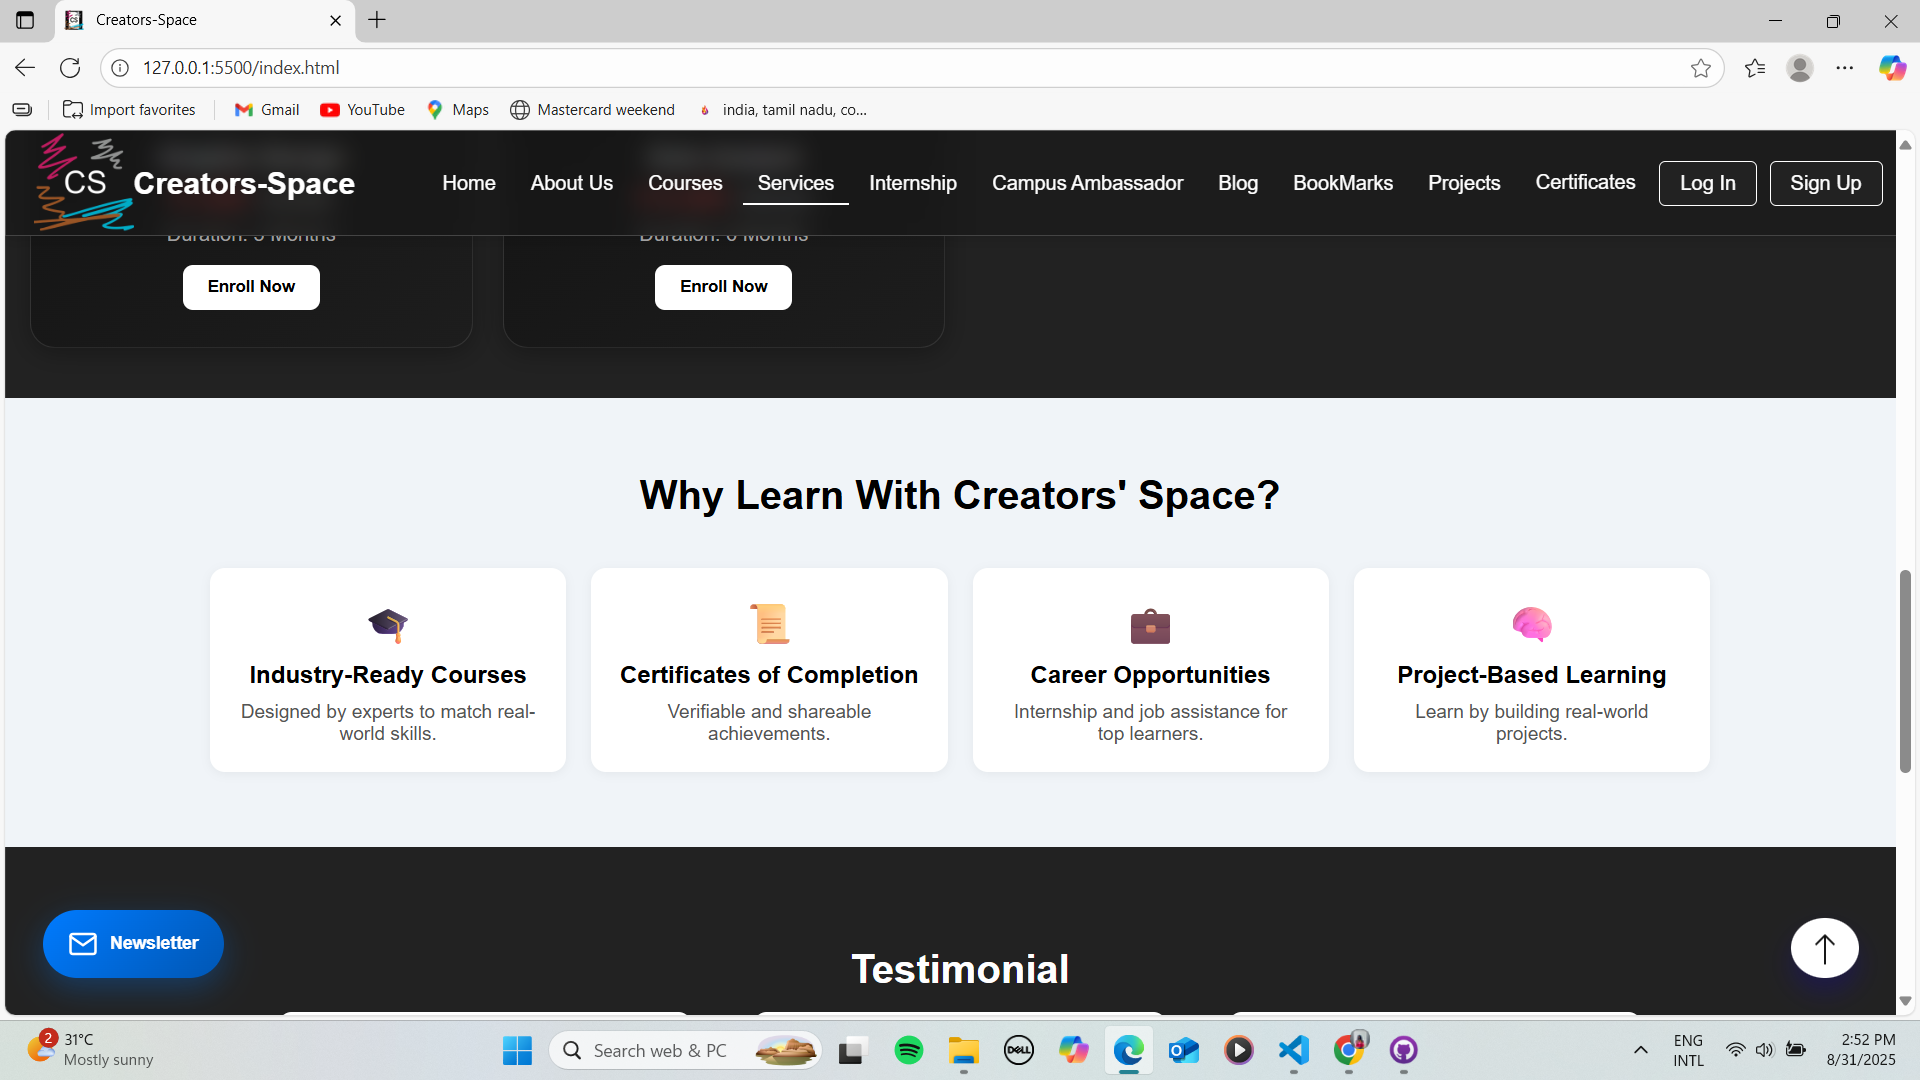 Creators-Space
127.0.0.1:5500/index.html
Import favorites
Gmail
YouTube
Maps
Mastercard weekend
india, tamil nadu, co...
CS
Creators-Space
Home
About Us
Courses
Services
Internship
Campus Ambassador
Blog
BookMarks
Projects
Certificates
Log In
Sign Up
Enroll Now
Enroll Now
Why Learn With Creators' Space?
Industry-Ready Courses
Designed by experts to match real-
world skills.
Certificates of Completion
Verifiable and shareable
achievements.
Career Opportunities
Internship and job assistance for
top learners.
Project-Based Learning
Learn by building real-world
projects.
Newsletter
Testimonial
2
31°C
Mostly sunny
Search web & PC
DELL
ENG
INTL
2:52 PM
8/31/2025